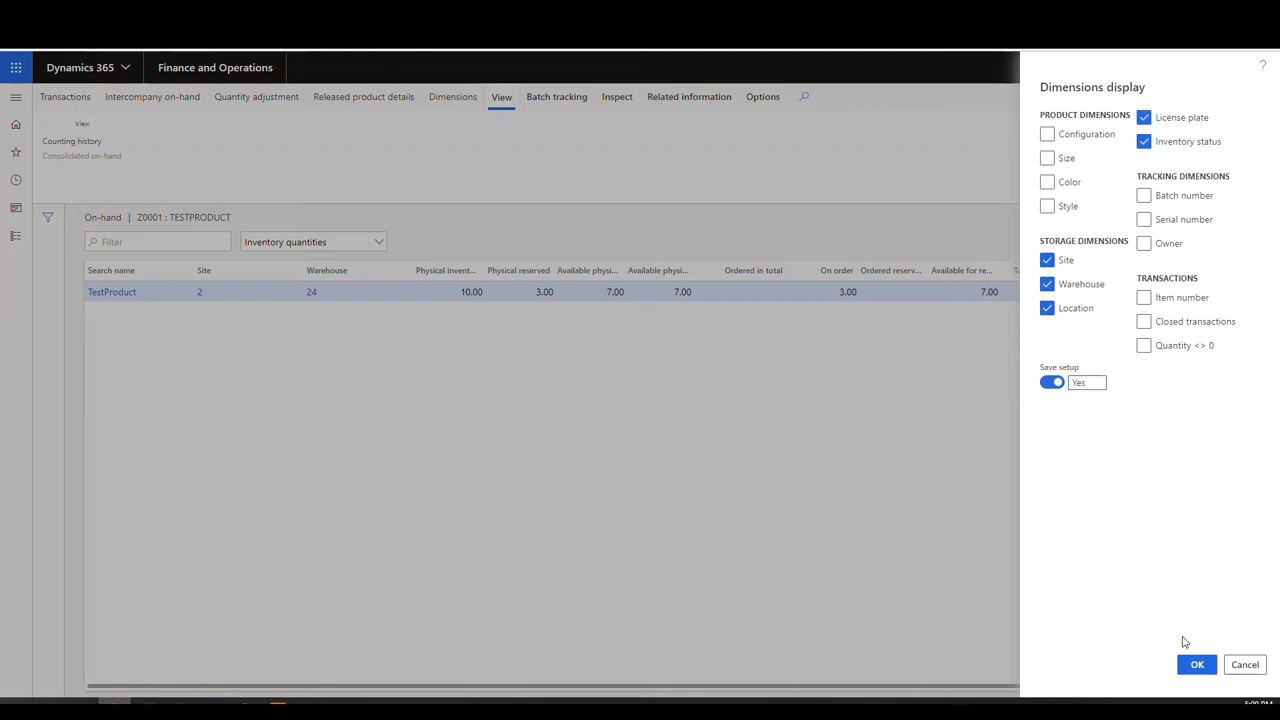 Dynamics 365
Finance and Operations
?
Transactions Intercompany on-hand Quantity adjustment Released product details Dimensions View Batch tracking Inspect Related information Options
View
Counting history
Consolidated on-hand
On-hand | Z0001 : TESTPRODUCT
Filter
Inventory quantities
Search name Site Warehouse Physical invent... Physical reserved Available physi... Available physi... Ordered in total On order Ordered reserv... Available for re...
TestProduct 2 24 10.00 3.00 7.00 7.00 3.00 7.00
Dimensions display
PRODUCT DIMENSIONS
Configuration
Size
Color
Style
STORAGE DIMENSIONS
Site
Warehouse
Location
License plate
Inventory status
TRACKING DIMENSIONS
Batch number
Serial number
Owner
TRANSACTIONS
Item number
Closed transactions
Quantity <> 0
Save setup
Yes
OK Cancel